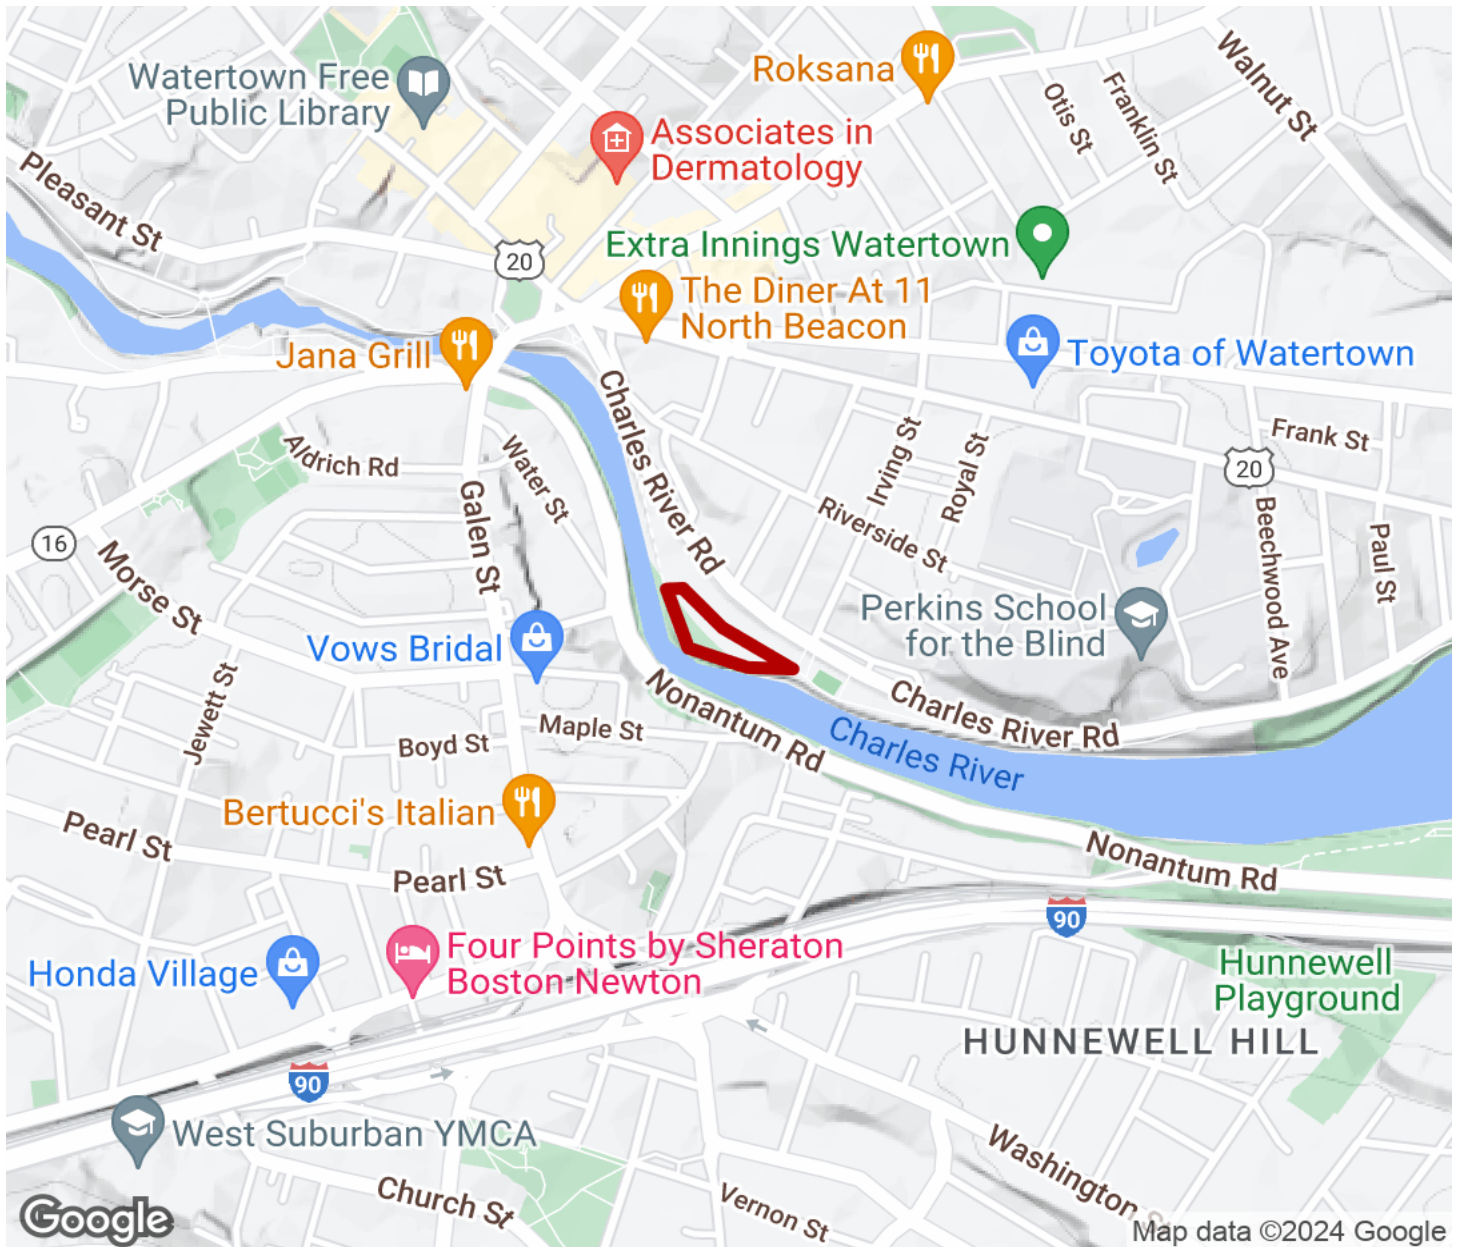 Walnut St
Roksana
Watertown Free
Public Library
Otis St
Franklin St
Associates in
Dermatology
Pleasant St
20
Extra Innings Watertown
The Diner At 11
North Beacon
Jana Grill
Toyota of Watertown
Charles River Rd
Frank St
Aldrich Rd
Water St
Irving St
Royal St
20
Galen St
Riverside St
Beechwood Ave
Paul St
16
Morse St
Perkins School
for the Blind
Vows Bridal
Jewett St
Nonantum Rd
Charles River Rd
Maple St
Boyd St
Charles River
Bertucci's Italian
Pearl St
Pearl St
Nonantum Rd
90
Four Points by Sheraton
Boston Newton
Honda Village
Hunnewell
Playground
HUNNEWELL HILL
90
West Suburban YMCA
Washington St
Church St
Vernon St
Google
Map data ©2024 Google